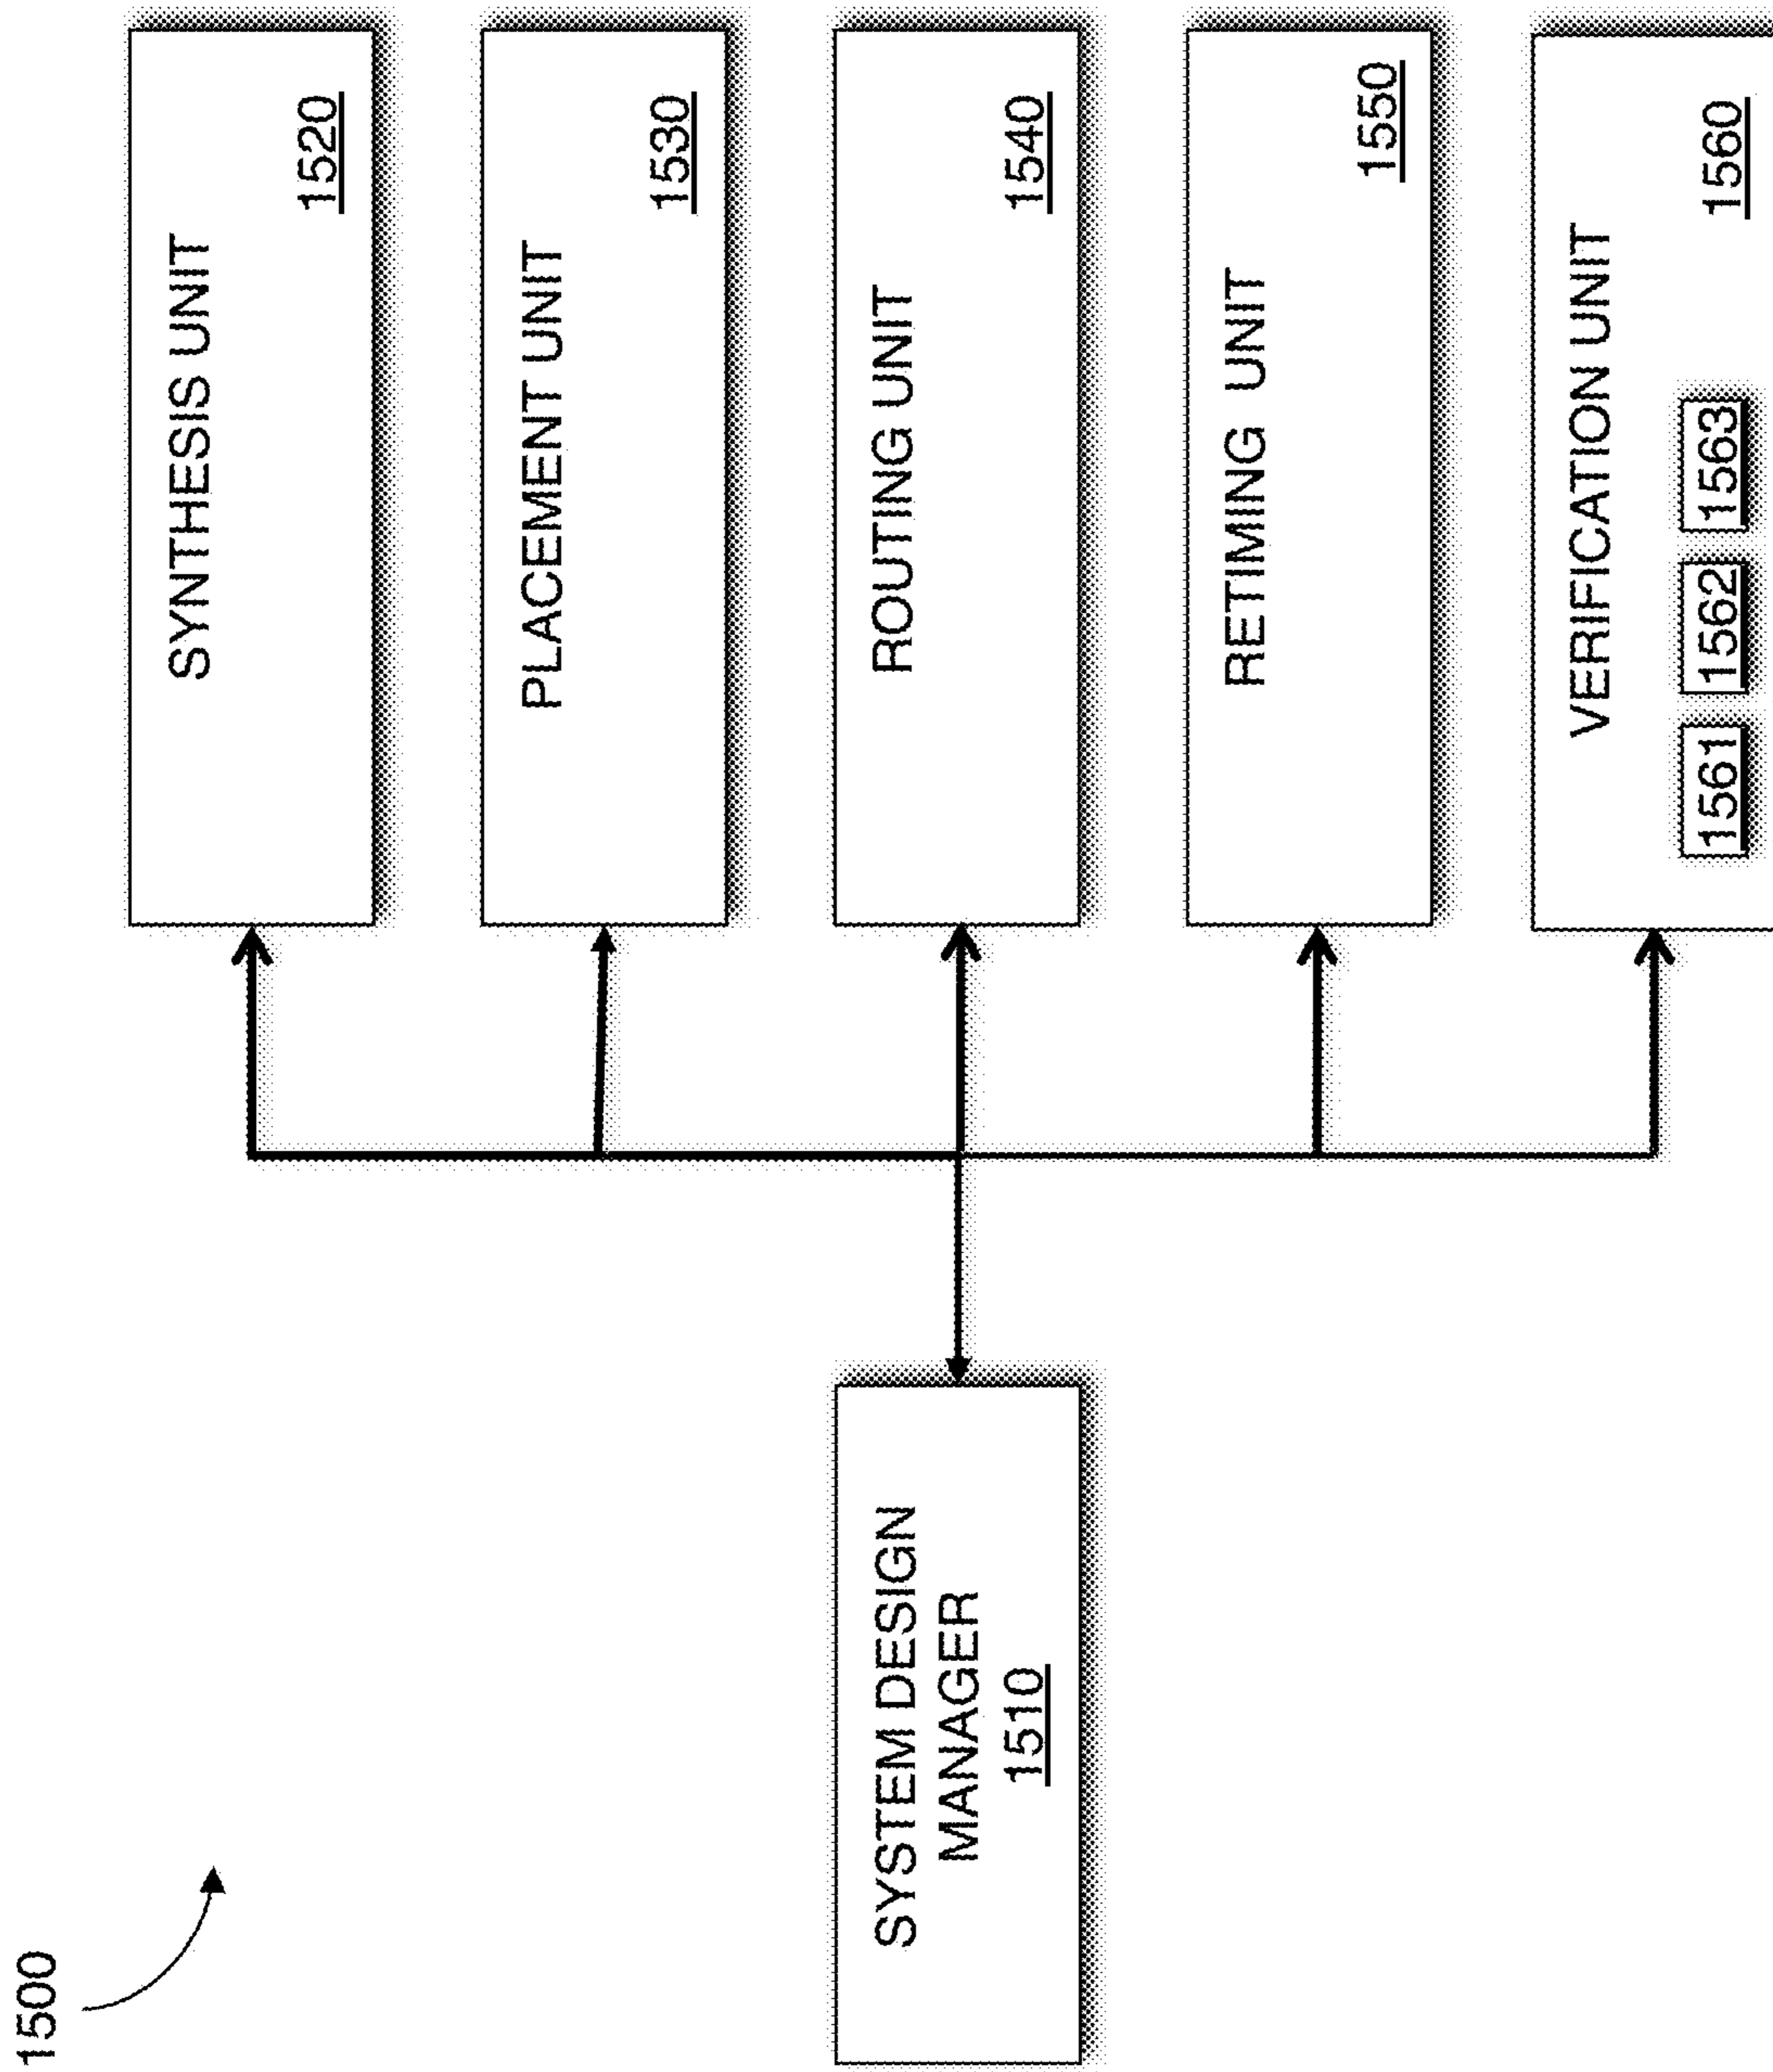 1500
SYSTEM DESIGN
MANAGER
1510
SYNTHESIS UNIT
1520
PLACEMENT UNIT
1530
ROUTING UNIT
1540
RETIMING UNIT
1550
VERIFICATION UNIT
1561 1562 1563
1560